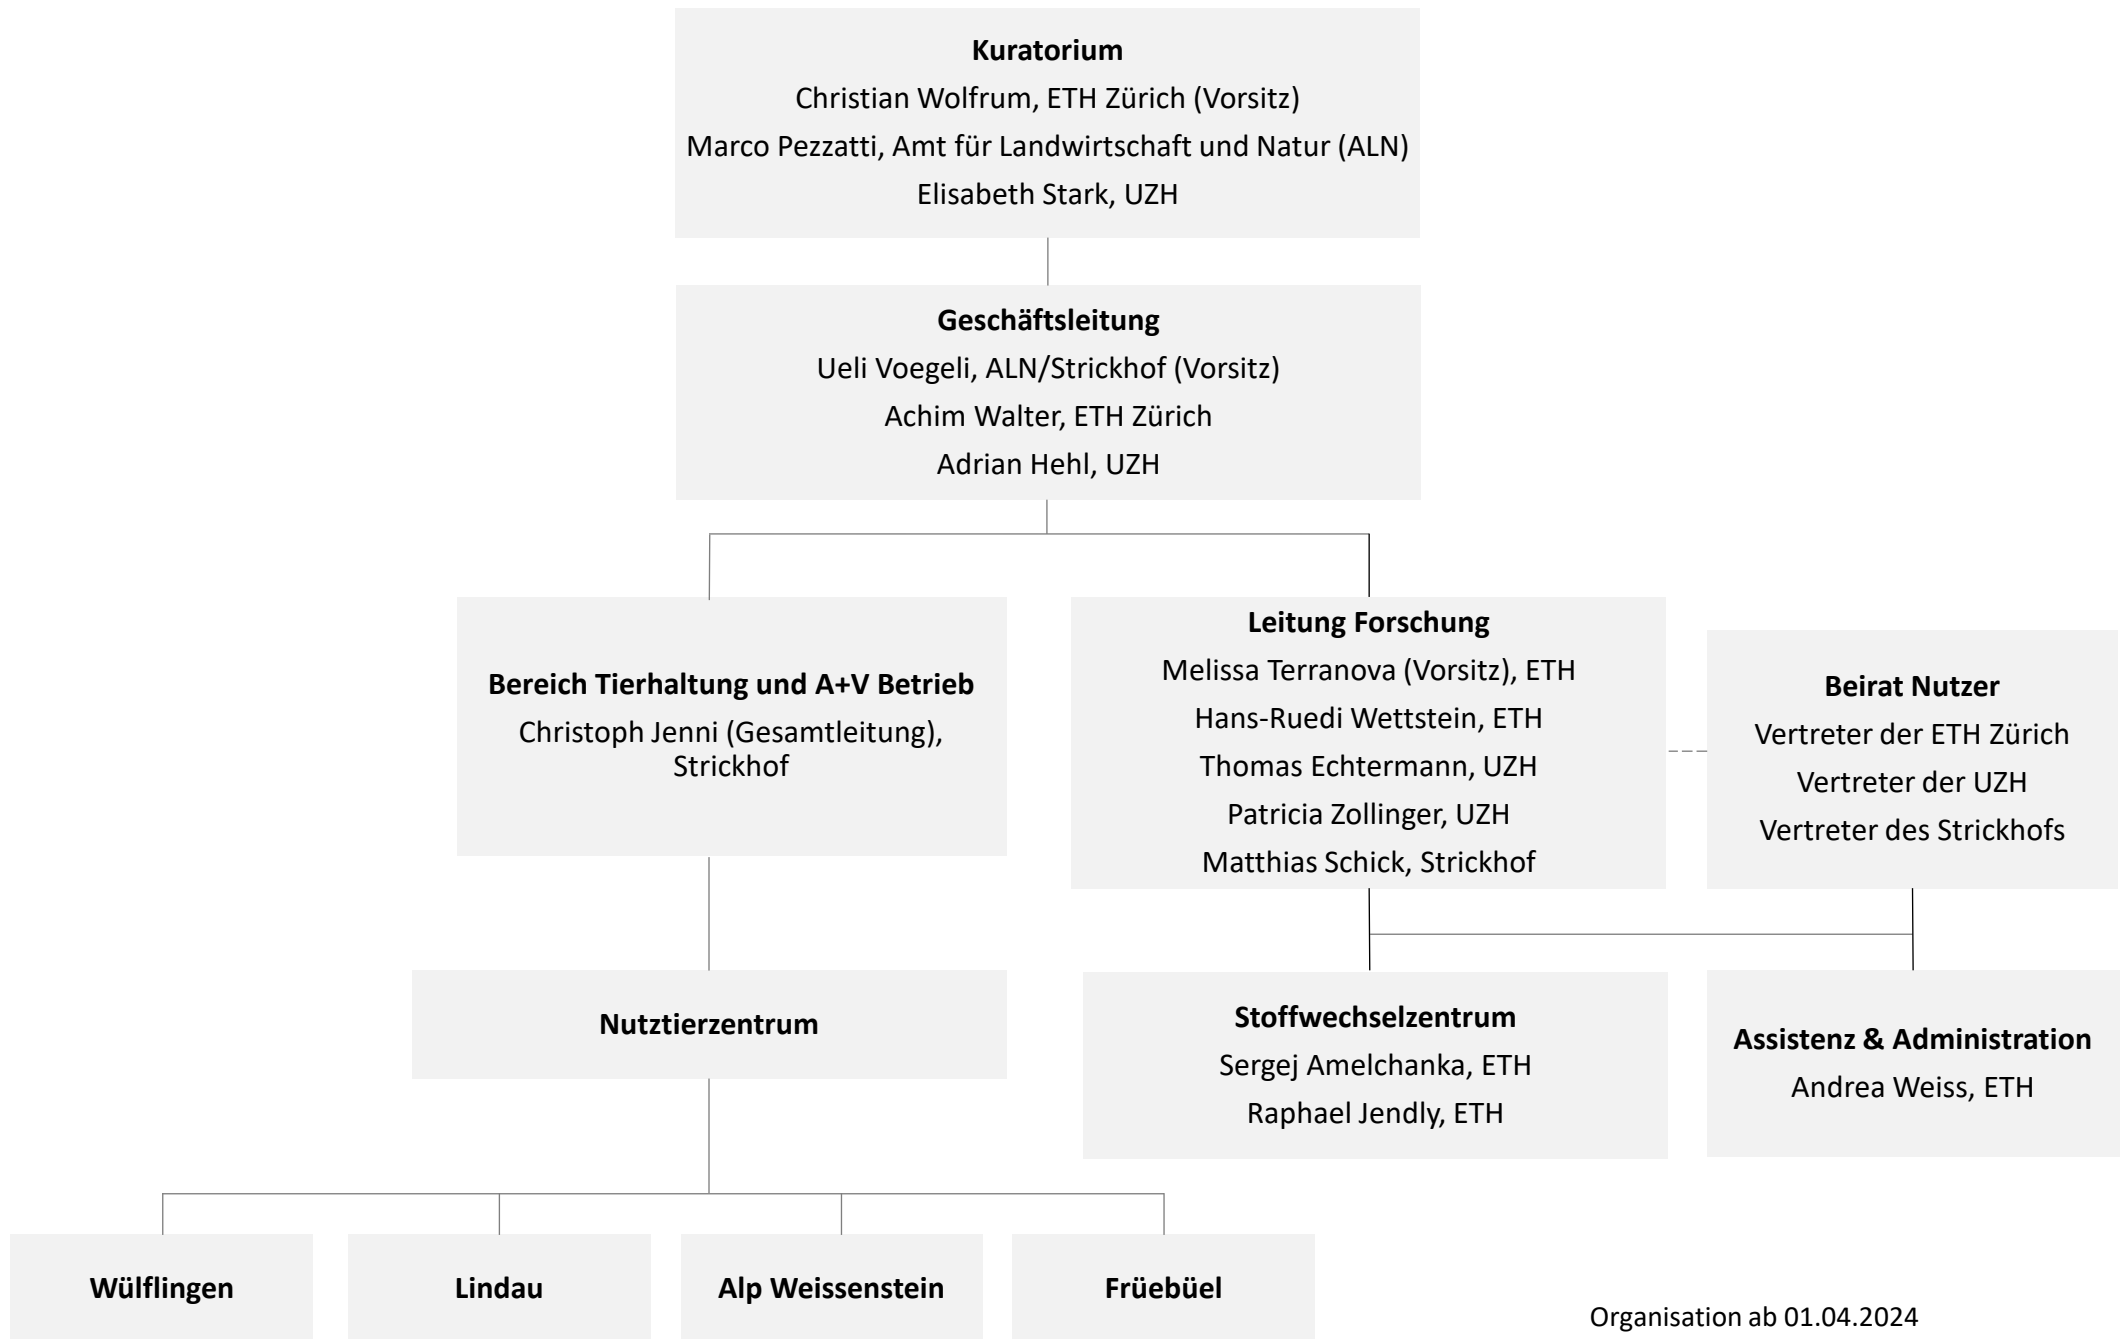 Kuratorium
Christian Wolfrum, ETH Zürich (Vorsitz)
Marco Pezzatti, Amt für Landwirtschaft und Natur (ALN)
Elisabeth Stark, UZH
Geschäftsleitung
Ueli Voegeli, ALN/Strickhof (Vorsitz)
Achim Walter, ETH Zürich
Adrian Hehl, UZH
Bereich Tierhaltung und A+V Betrieb
Christoph Jenni (Gesamtleitung),
Strickhof
Leitung Forschung
Melissa Terranova (Vorsitz), ETH
Hans-Ruedi Wettstein, ETH
Thomas Echtermann, UZH
Patricia Zollinger, UZH
Matthias Schick, Strickhof
Beirat Nutzer
Vertreter der ETH Zürich
Vertreter der UZH
Vertreter des Strickhofs
Nutztierzentrum
Stoffwechselzentrum
Sergej Amelchanka, ETH
Raphael Jendly, ETH
Assistenz & Administration
Andrea Weiss, ETH
Wülflingen
Lindau
Alp Weissenstein
Früebüel
Organisation ab 01.04.2024